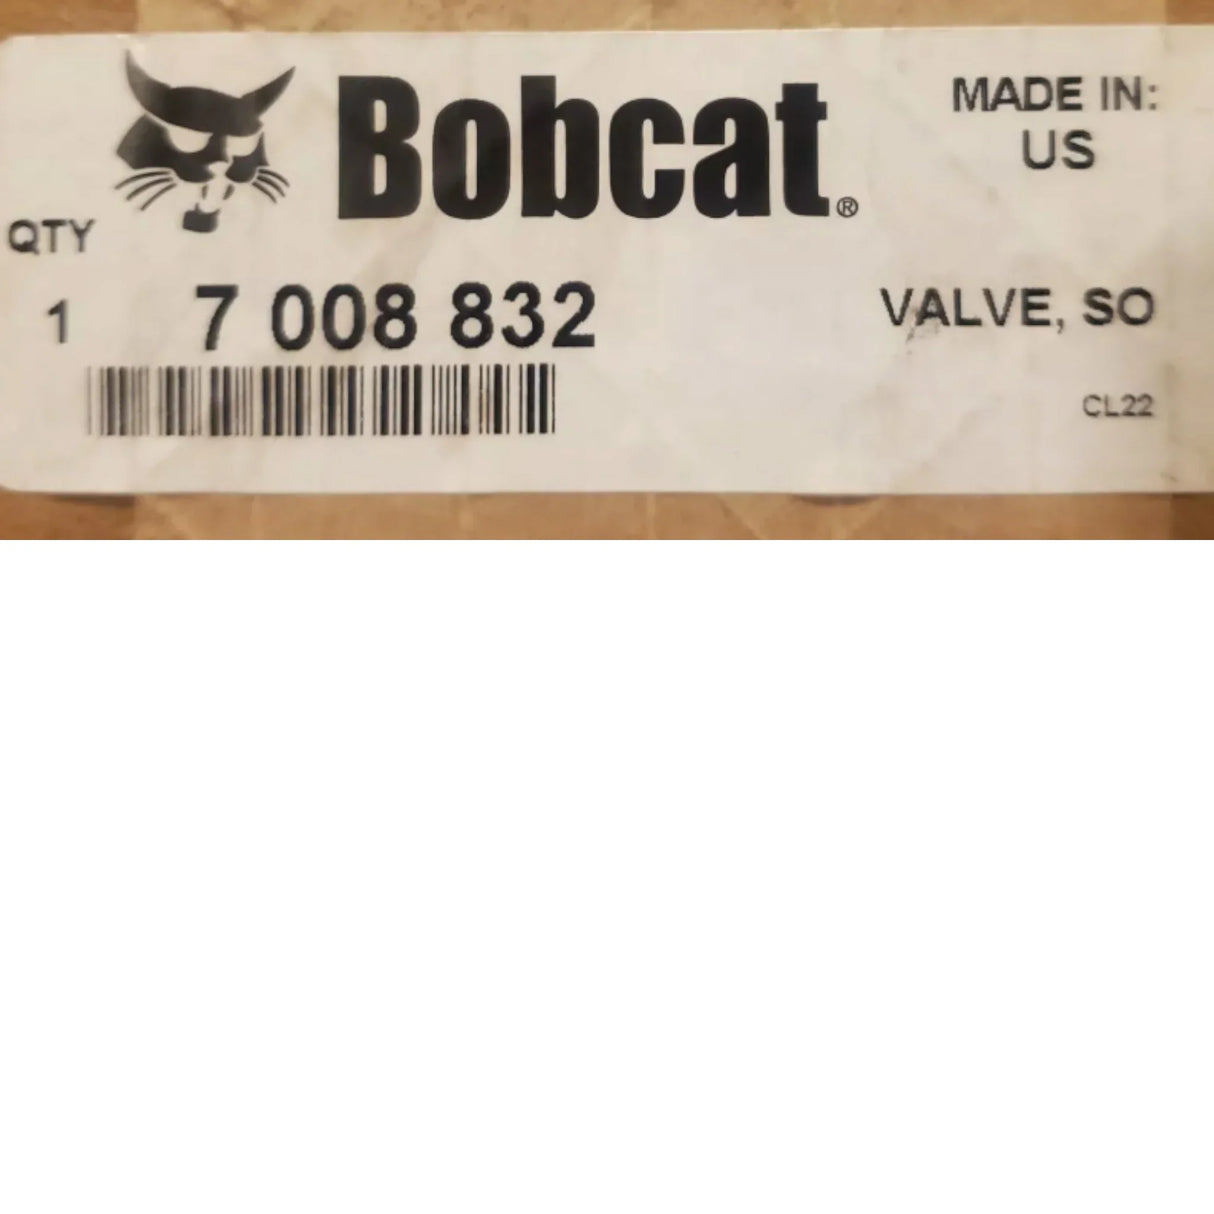 Bobcat®
MADE IN:
US
QTY
1 7 008 832
VALVE, SO
CL22